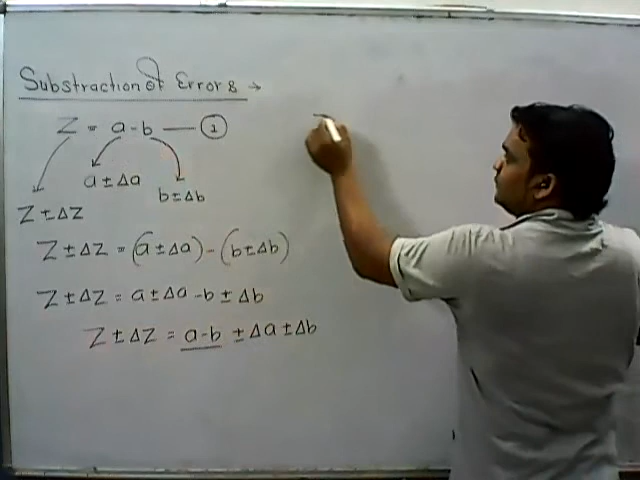 Substraction of Errors →
Z = a - b — ①
a ± Δa
b ± Δb
Z ± ΔZ
Z ± ΔZ = (a ± Δa) - (b ± Δb)
Z ± ΔZ = a ± Δa - b ± Δb
Z ± ΔZ = a - b ± Δa ± Δb